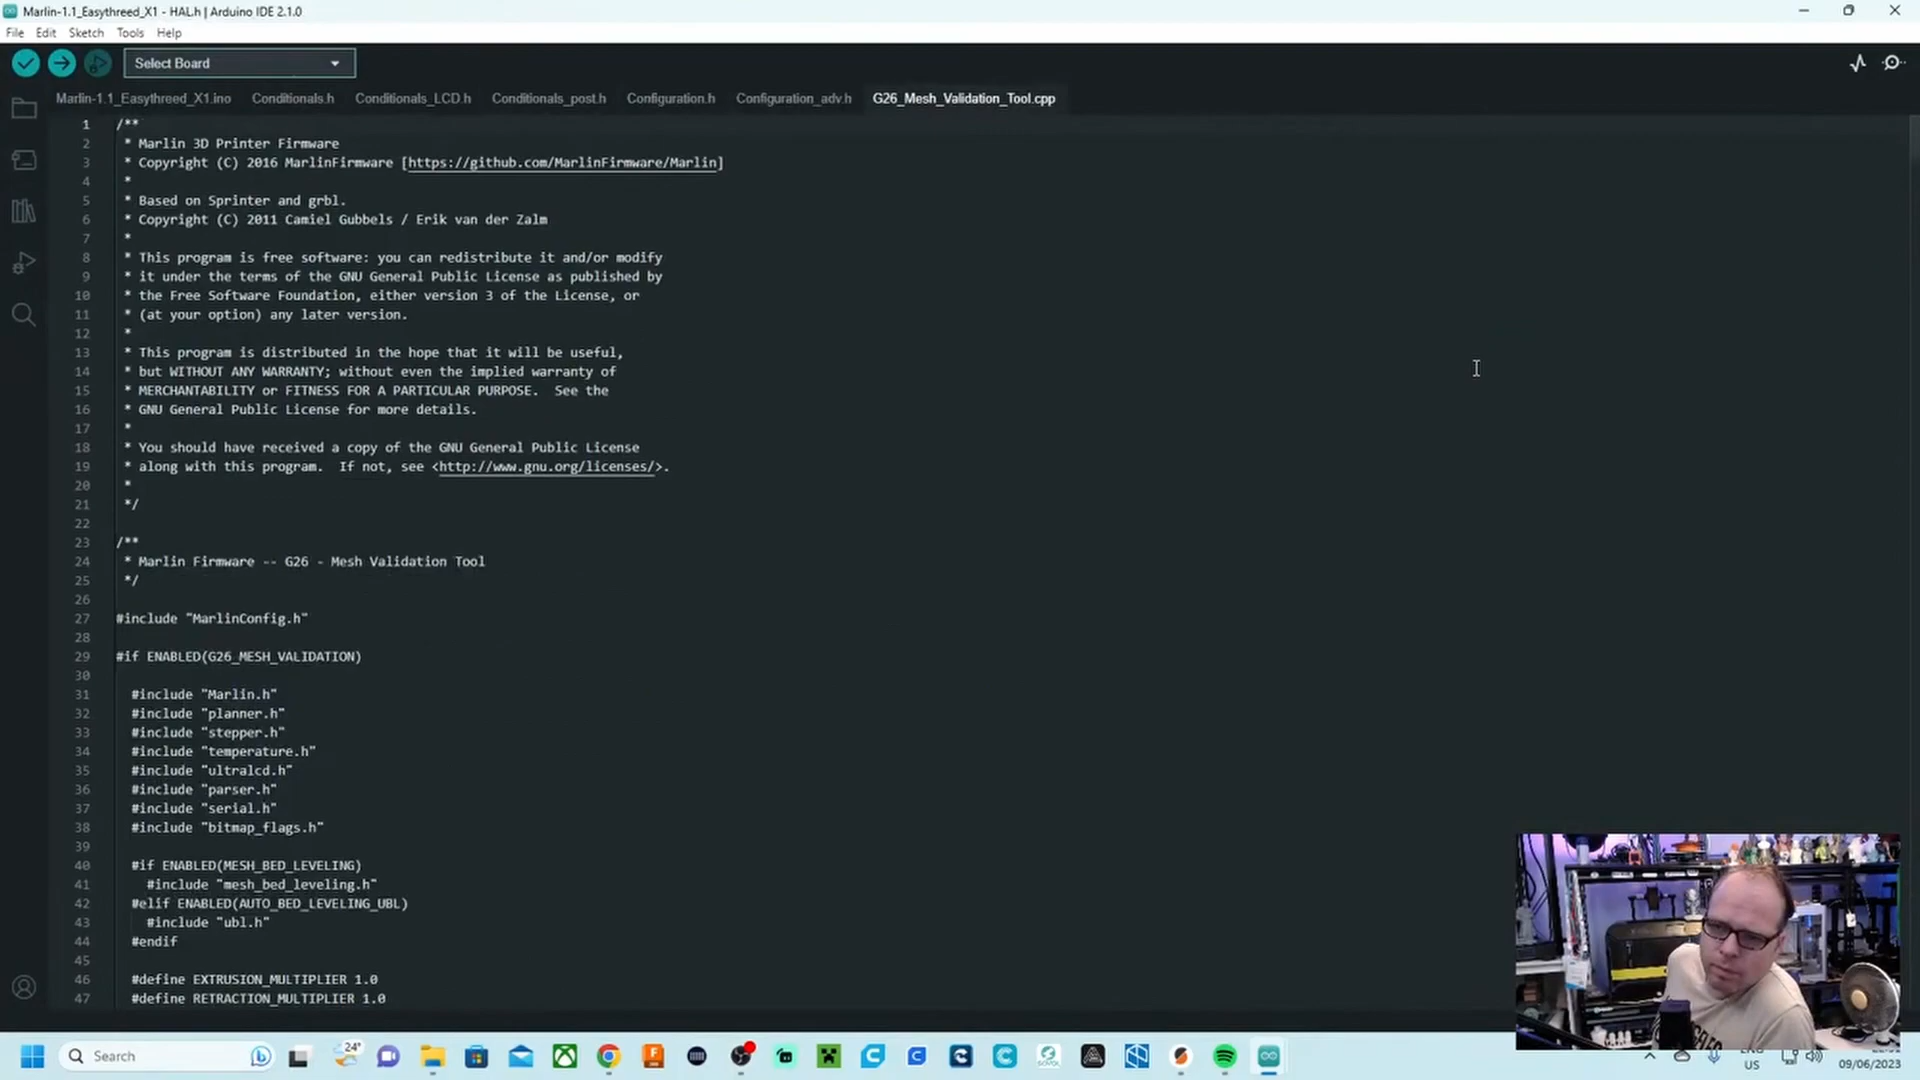 Marlin-1.1_Easythreed_X1 - HAL.h | Arduino IDE 2.1.0
File Edit Sketch Tools Help
Select Board
Marlin-1.1_Easythreed_X1.ino Conditionals.h Conditionals_LCD.h Conditionals_post.h Configuration.h Configuration_adv.h G26_Mesh_Validation_Tool.cpp
1 /**
2 * Marlin 3D Printer Firmware
3 * Copyright (C) 2016 MarlinFirmware [https://github.com/MarlinFirmware/Marlin]
4 *
5 * Based on Sprinter and grbl.
6 * Copyright (C) 2011 Camiel Gubbels / Erik van der Zalm
7 *
8 * This program is free software: you can redistribute it and/or modify
9 * it under the terms of the GNU General Public License as published by
10 * the Free Software Foundation, either version 3 of the License, or
11 * (at your option) any later version.
12 *
13 * This program is distributed in the hope that it will be useful,
14 * but WITHOUT ANY WARRANTY; without even the implied warranty of
15 * MERCHANTABILITY or FITNESS FOR A PARTICULAR PURPOSE.  See the
16 * GNU General Public License for more details.
17 *
18 * You should have received a copy of the GNU General Public License
19 * along with this program.  If not, see <http://www.gnu.org/licenses/>.
20 *
21 */
22
23 /**
24 * Marlin Firmware -- G26 - Mesh Validation Tool
25 */
26
27 #include "MarlinConfig.h"
28
29 #if ENABLED(G26_MESH_VALIDATION)
30
31 #include "Marlin.h"
32 #include "planner.h"
33 #include "stepper.h"
34 #include "temperature.h"
35 #include "ultralcd.h"
36 #include "parser.h"
37 #include "serial.h"
38 #include "bitmap_flags.h"
39
40 #if ENABLED(MESH_BED_LEVELING)
41 #include "mesh_bed_leveling.h"
42 #elif ENABLED(AUTO_BED_LEVELING_UBL)
43 #include "ubl.h"
44 #endif
45
46 #define EXTRUSION_MULTIPLIER 1.0
47 #define RETRACTION_MULTIPLIER 1.0
Search
24°
ENG
US
09/06/2023